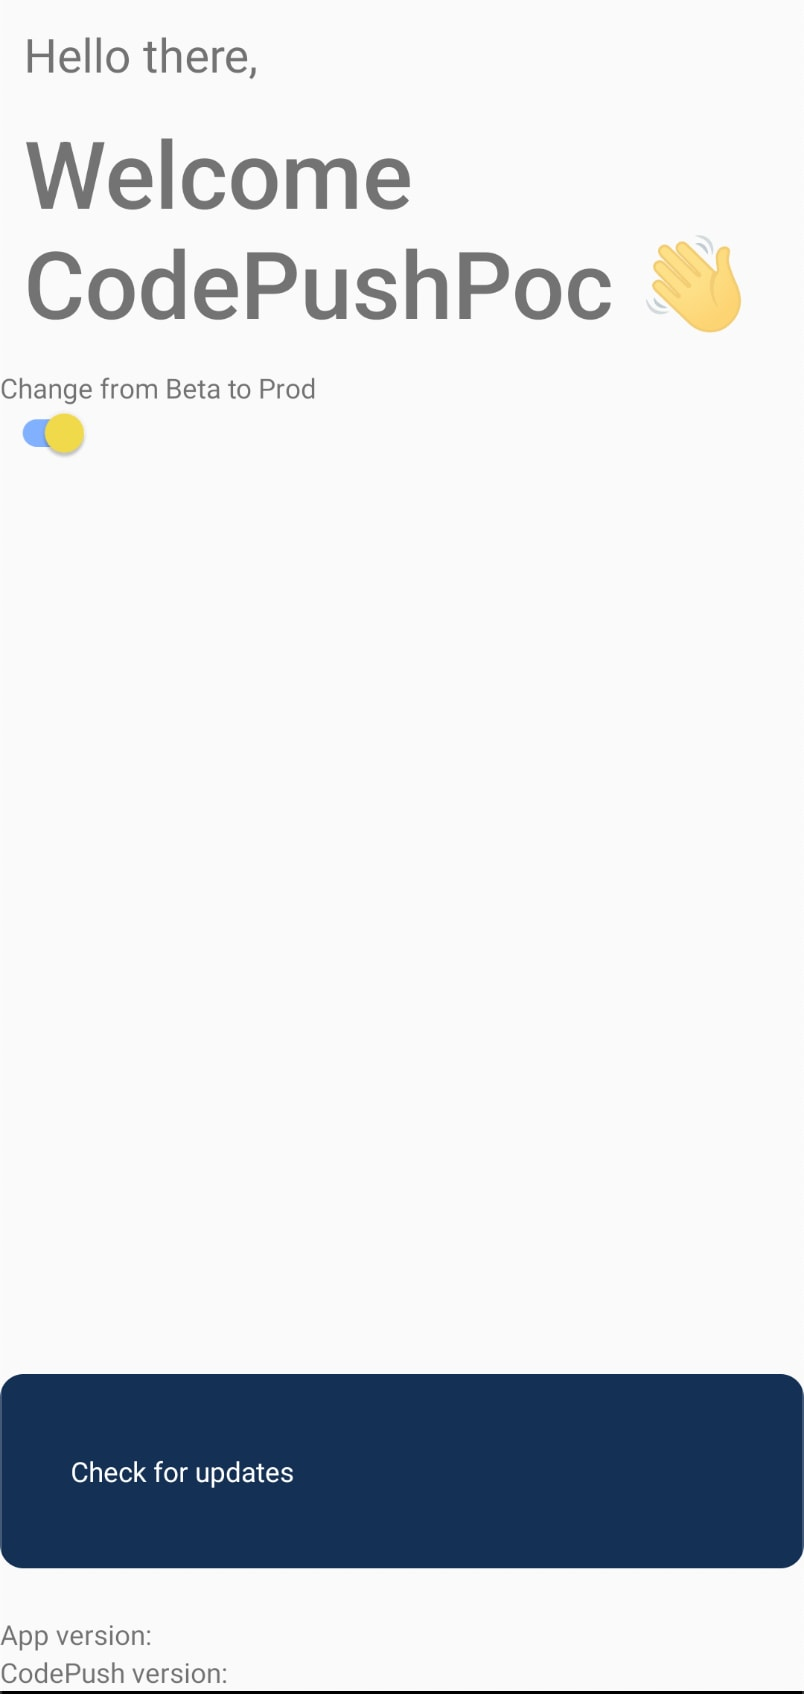 Hello there,
Welcome
CodePushPoc 👋
Change from Beta to Prod
Check for updates
App version:
CodePush version: